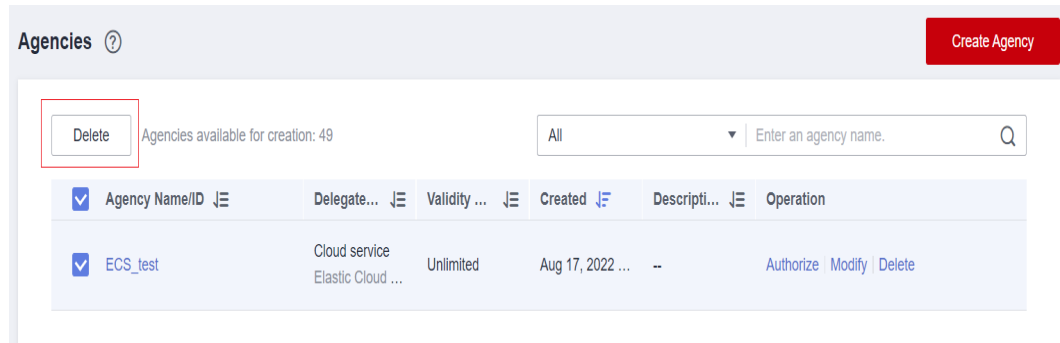 Agencies ?
Create Agency
Delete Agencies available for creation: 49
All Enter an agency name.
Agency Name/ID Delegate... Validity ... Created Descripti... Operation
ECS_test Cloud service Unlimited Aug 17, 2022 ... -- Authorize Modify Delete
Elastic Cloud ...